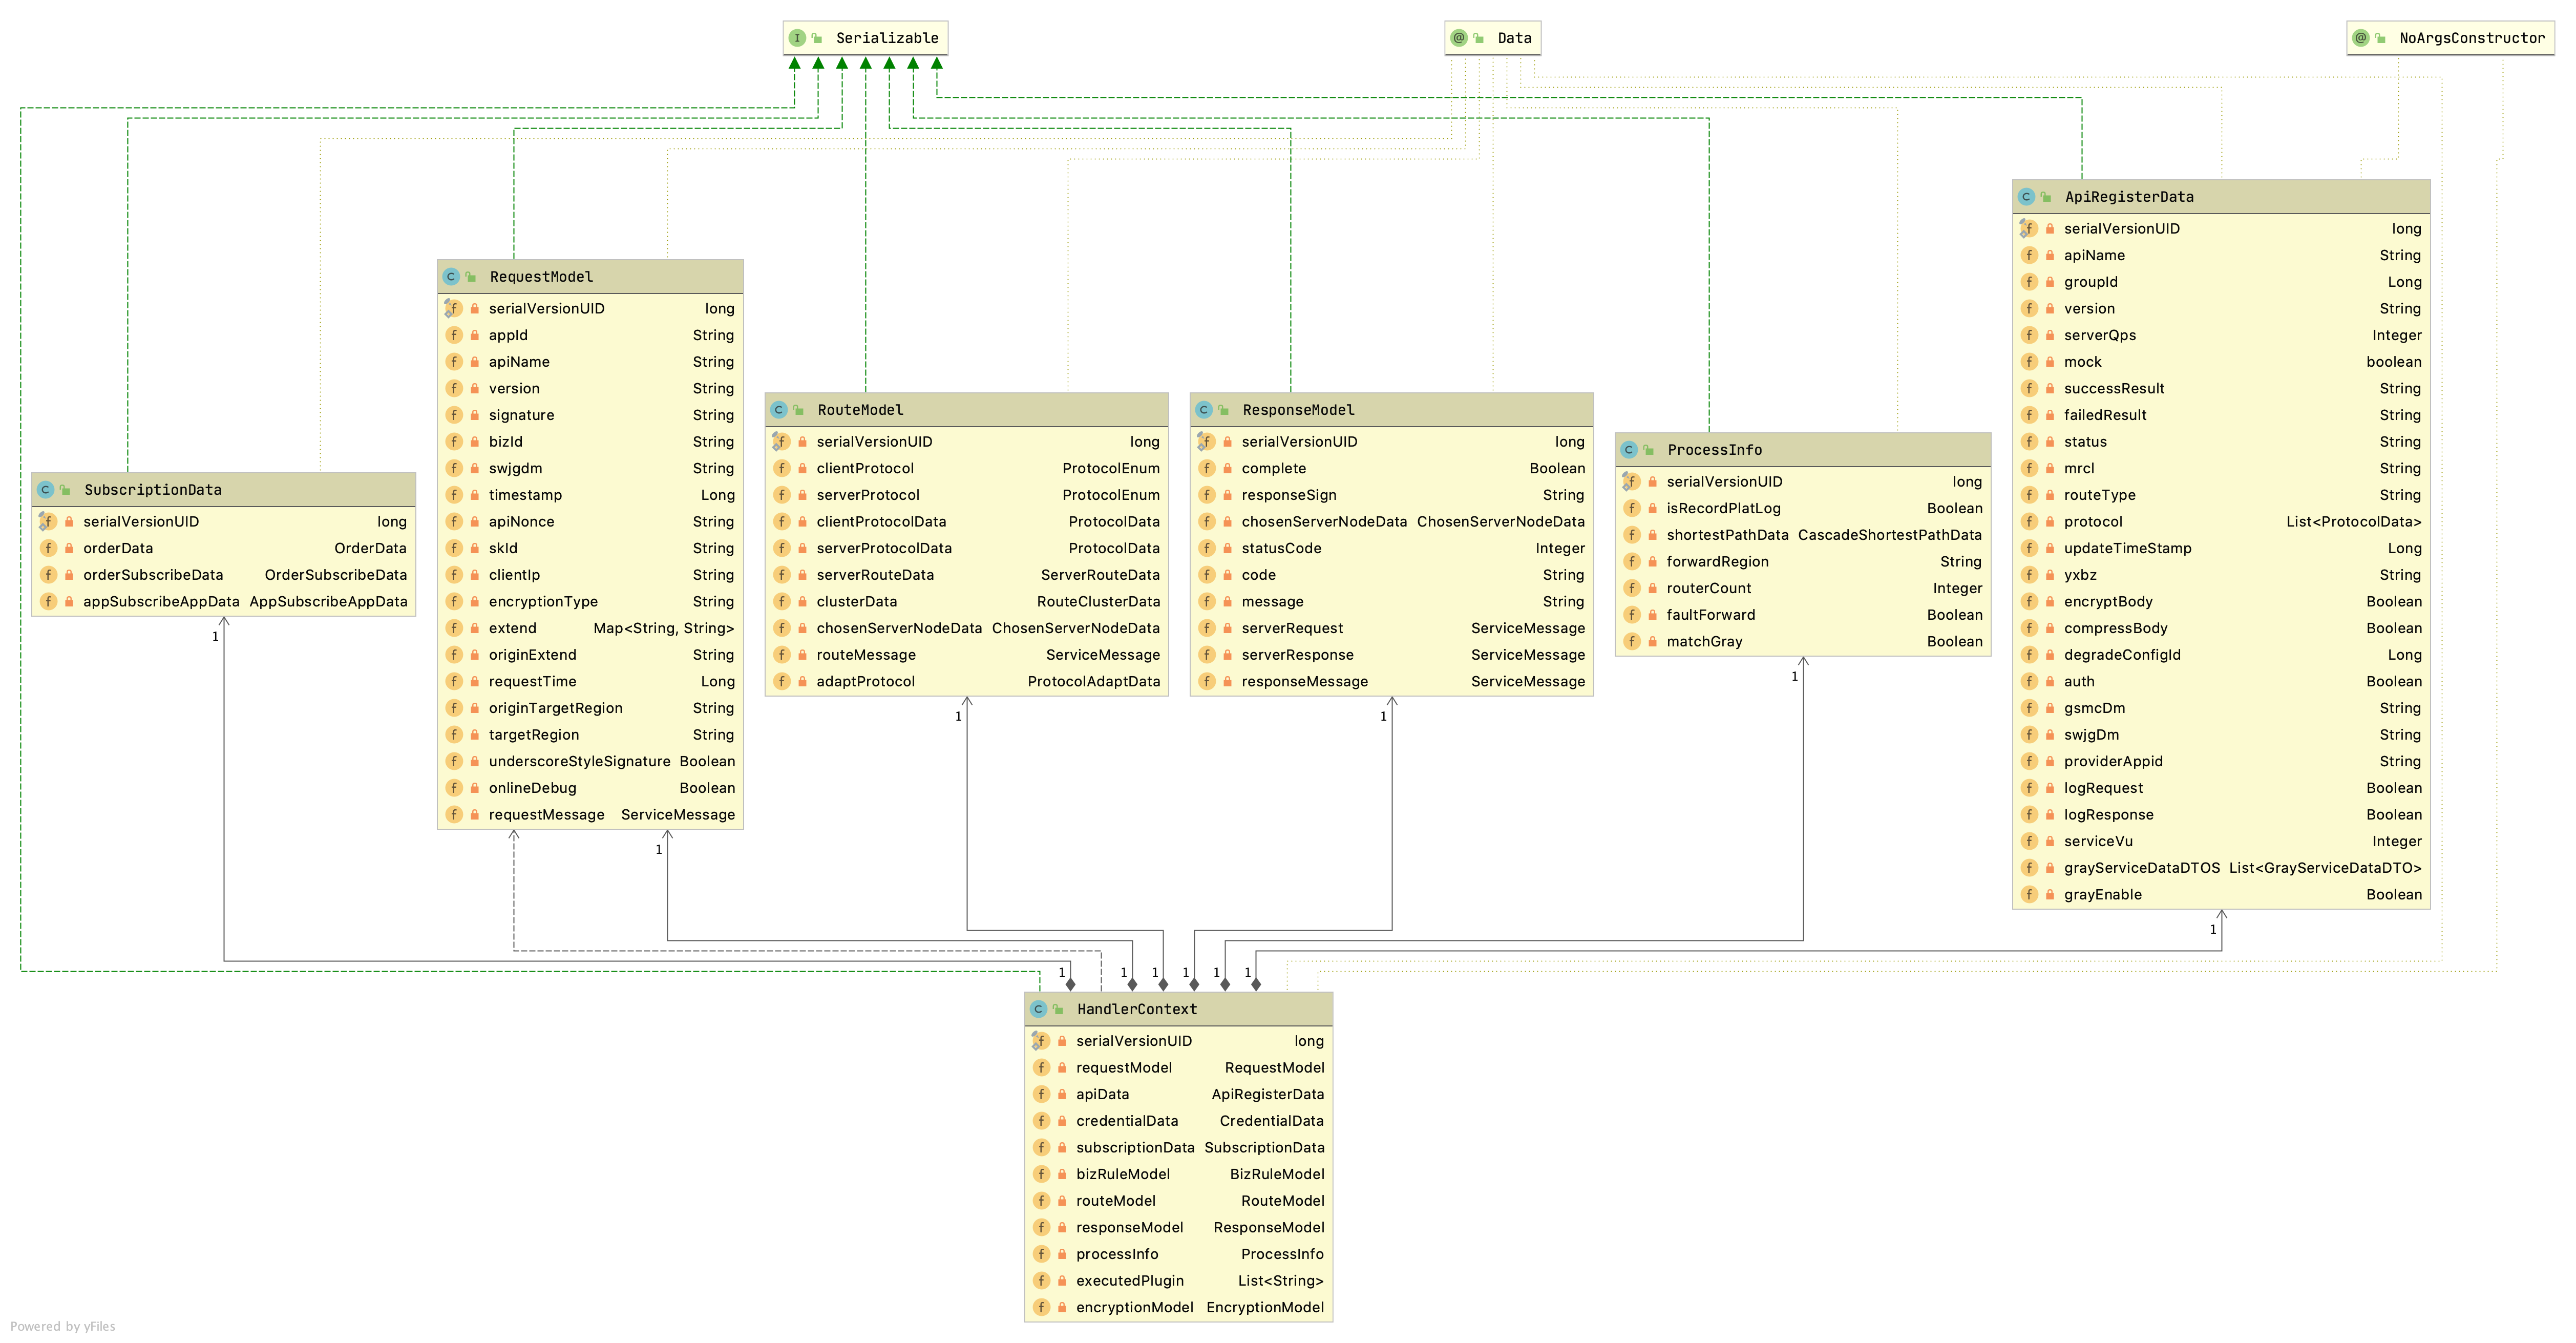 Serializable
Data
NoArgsConstructor
SubscriptionData
serialVersionUID long
orderData OrderData
orderSubscribeData OrderSubscribeData
appSubscribeAppData AppSubscribeAppData
1
RequestModel
serialVersionUID long
appId String
apiName String
version String
signature String
bizId String
swjgdm String
timestamp Long
apiNonce String
skId String
clientIp String
encryptionType String
extend Map<String, String>
originExtend String
requestTime Long
originTargetRegion String
targetRegion String
underscoreStyleSignature Boolean
onlineDebug Boolean
requestMessage ServiceMessage
1
RouteModel
serialVersionUID long
clientProtocol ProtocolEnum
serverProtocol ProtocolEnum
clientProtocolData ProtocolData
serverProtocolData ProtocolData
serverRouteData ServerRouteData
clusterData RouteClusterData
chosenServerNodeData ChosenServerNodeData
routeMessage ServiceMessage
adaptProtocol ProtocolAdaptData
1
ResponseModel
serialVersionUID long
complete Boolean
responseSign String
chosenServerNodeData ChosenServerNodeData
statusCode Integer
code String
message String
serverRequest ServiceMessage
serverResponse ServiceMessage
responseMessage ServiceMessage
1
ProcessInfo
serialVersionUID long
isRecordPlatLog Boolean
shortestPathData CascadeShortestPathData
forwardRegion String
routerCount Integer
faultForward Boolean
matchGray Boolean
1
ApiRegisterData
serialVersionUID long
apiName String
groupId Long
version String
serverQps Integer
mock boolean
successResult String
failedResult String
status String
mrcl String
routeType String
protocol List<ProtocolData>
updateTimeStamp Long
yxbz String
encryptBody Boolean
compressBody Boolean
degradeConfigId Long
auth Boolean
gsmcDm String
swjgDm String
providerAppid String
logRequest Boolean
logResponse Boolean
serviceVu Integer
grayServiceDataDTOS List<GrayServiceDataDTO>
grayEnable Boolean
1
1 1 1 1 1 1
HandlerContext
serialVersionUID long
requestModel RequestModel
apiData ApiRegisterData
credentialData CredentialData
subscriptionData SubscriptionData
bizRuleModel BizRuleModel
routeModel RouteModel
responseModel ResponseModel
processInfo ProcessInfo
executedPlugin List<String>
encryptionModel EncryptionModel
Powered by yFiles